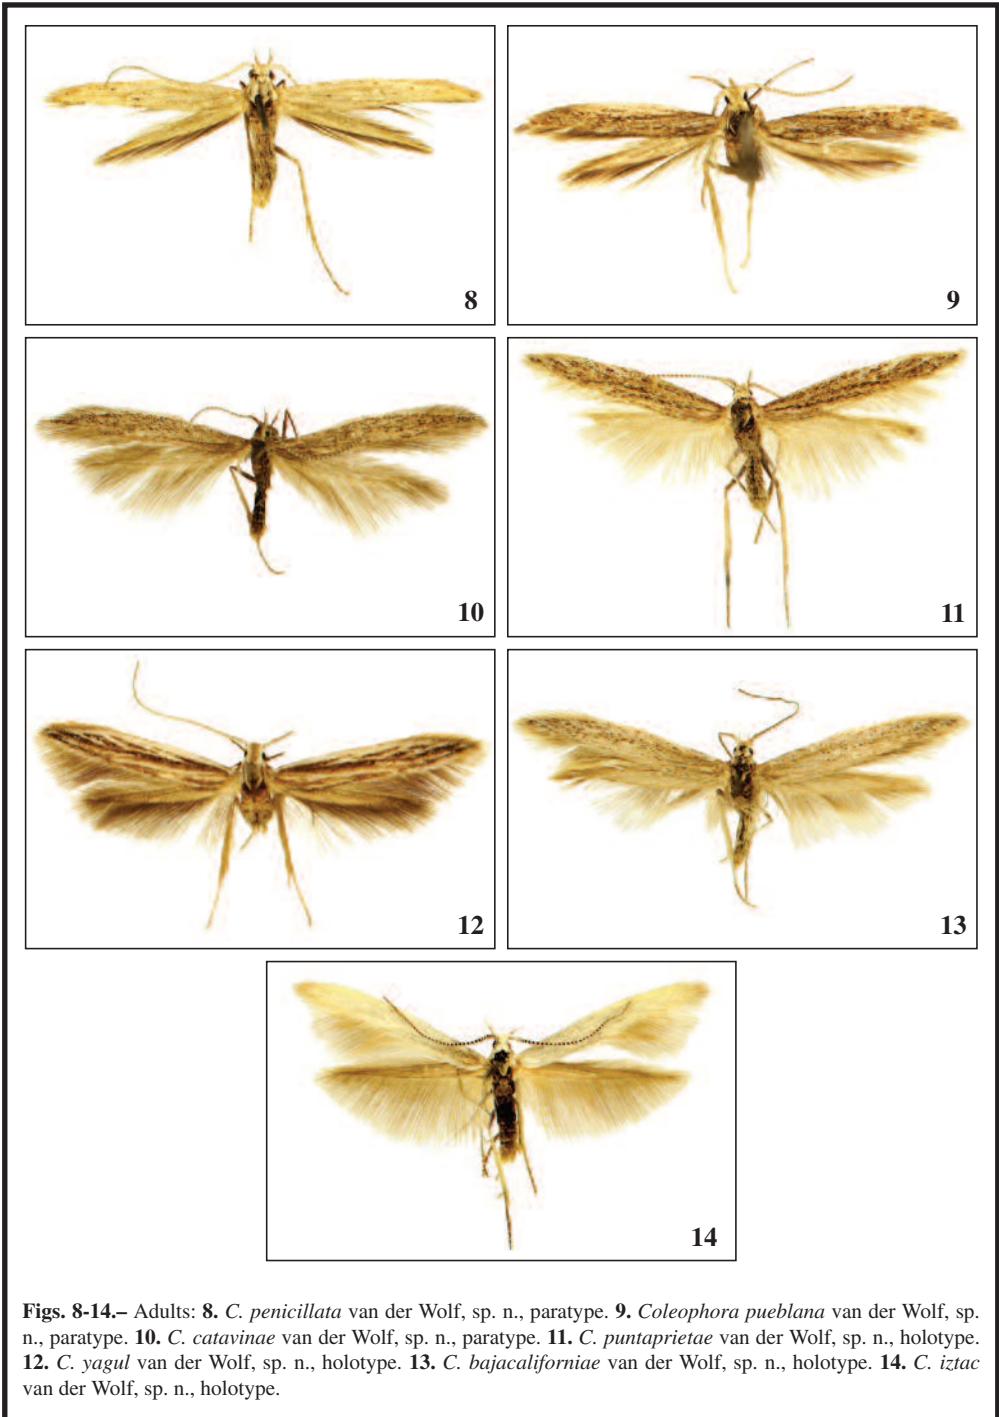 8
9
10
11
12
13
14
Figs. 8-14.– Adults: 8. C. penicillata van der Wolf, sp. n., paratype. 9. Coleophora pueblana van der Wolf, sp.
n., paratype. 10. C. catavinae van der Wolf, sp. n., paratype. 11. C. puntaprietae van der Wolf, sp. n., holotype.
12. C. yagul van der Wolf, sp. n., holotype. 13. C. bajacaliforniae van der Wolf, sp. n., holotype. 14. C. iztac
van der Wolf, sp. n., holotype.